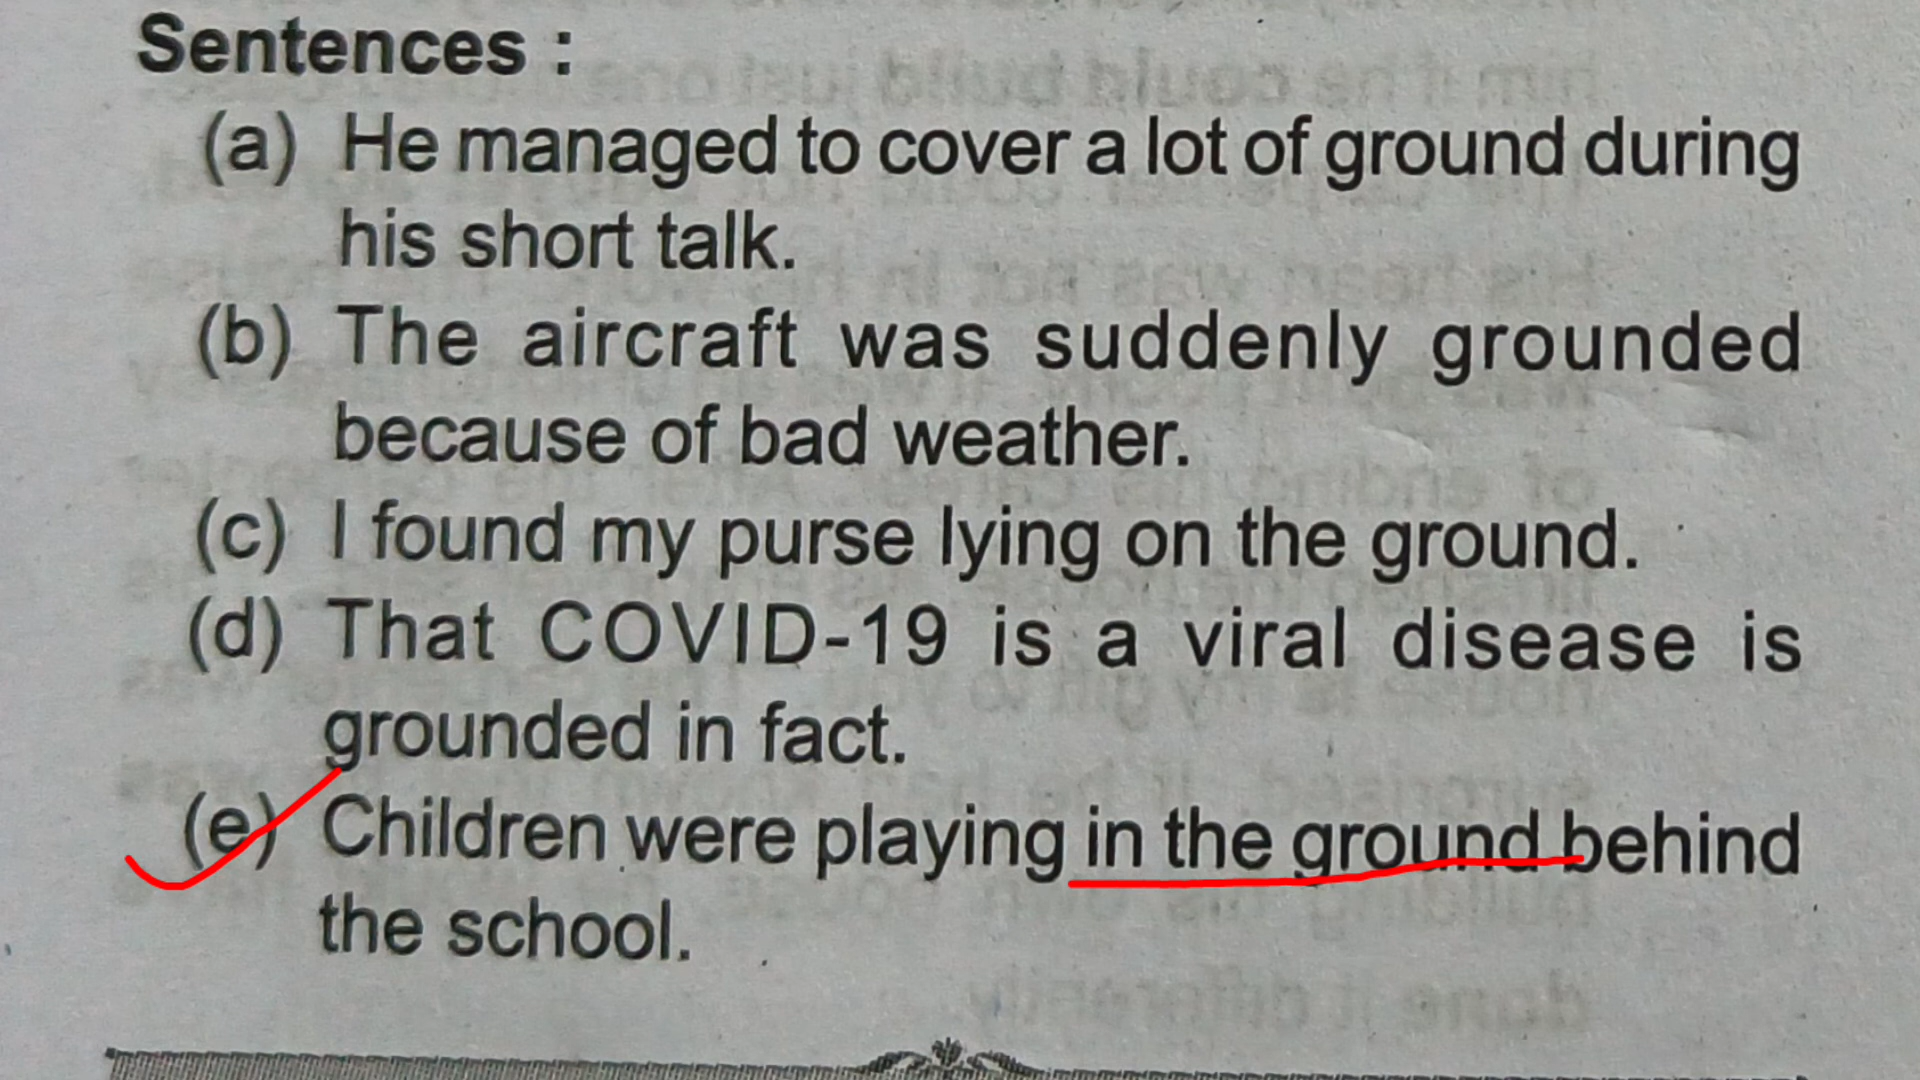 Sentences :
(a) He managed to cover a lot of ground during
his short talk.
(b) The aircraft was suddenly grounded
because of bad weather.
(c) I found my purse lying on the ground.
(d) That COVID-19 is a viral disease is
grounded in fact.
(e) Children were playing in the ground behind
the school.